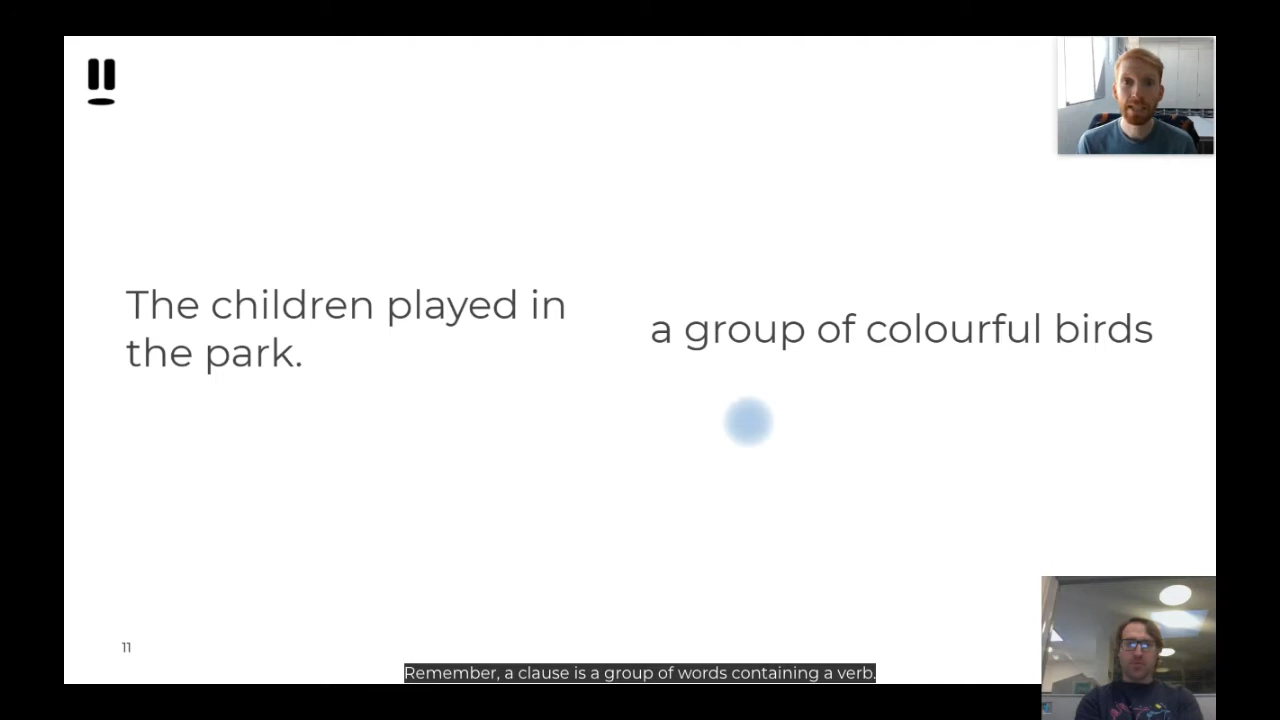 The children played in
the park.
a group of colourful birds
11
Remember, a clause is a group of words containing a verb.